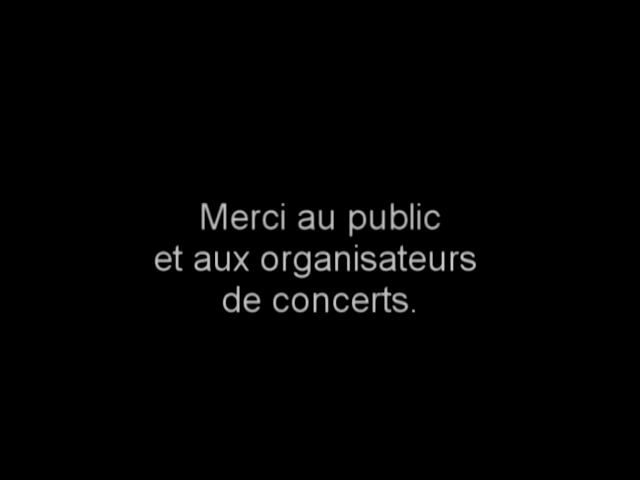 Merci au public
et aux organisateurs
de concerts.